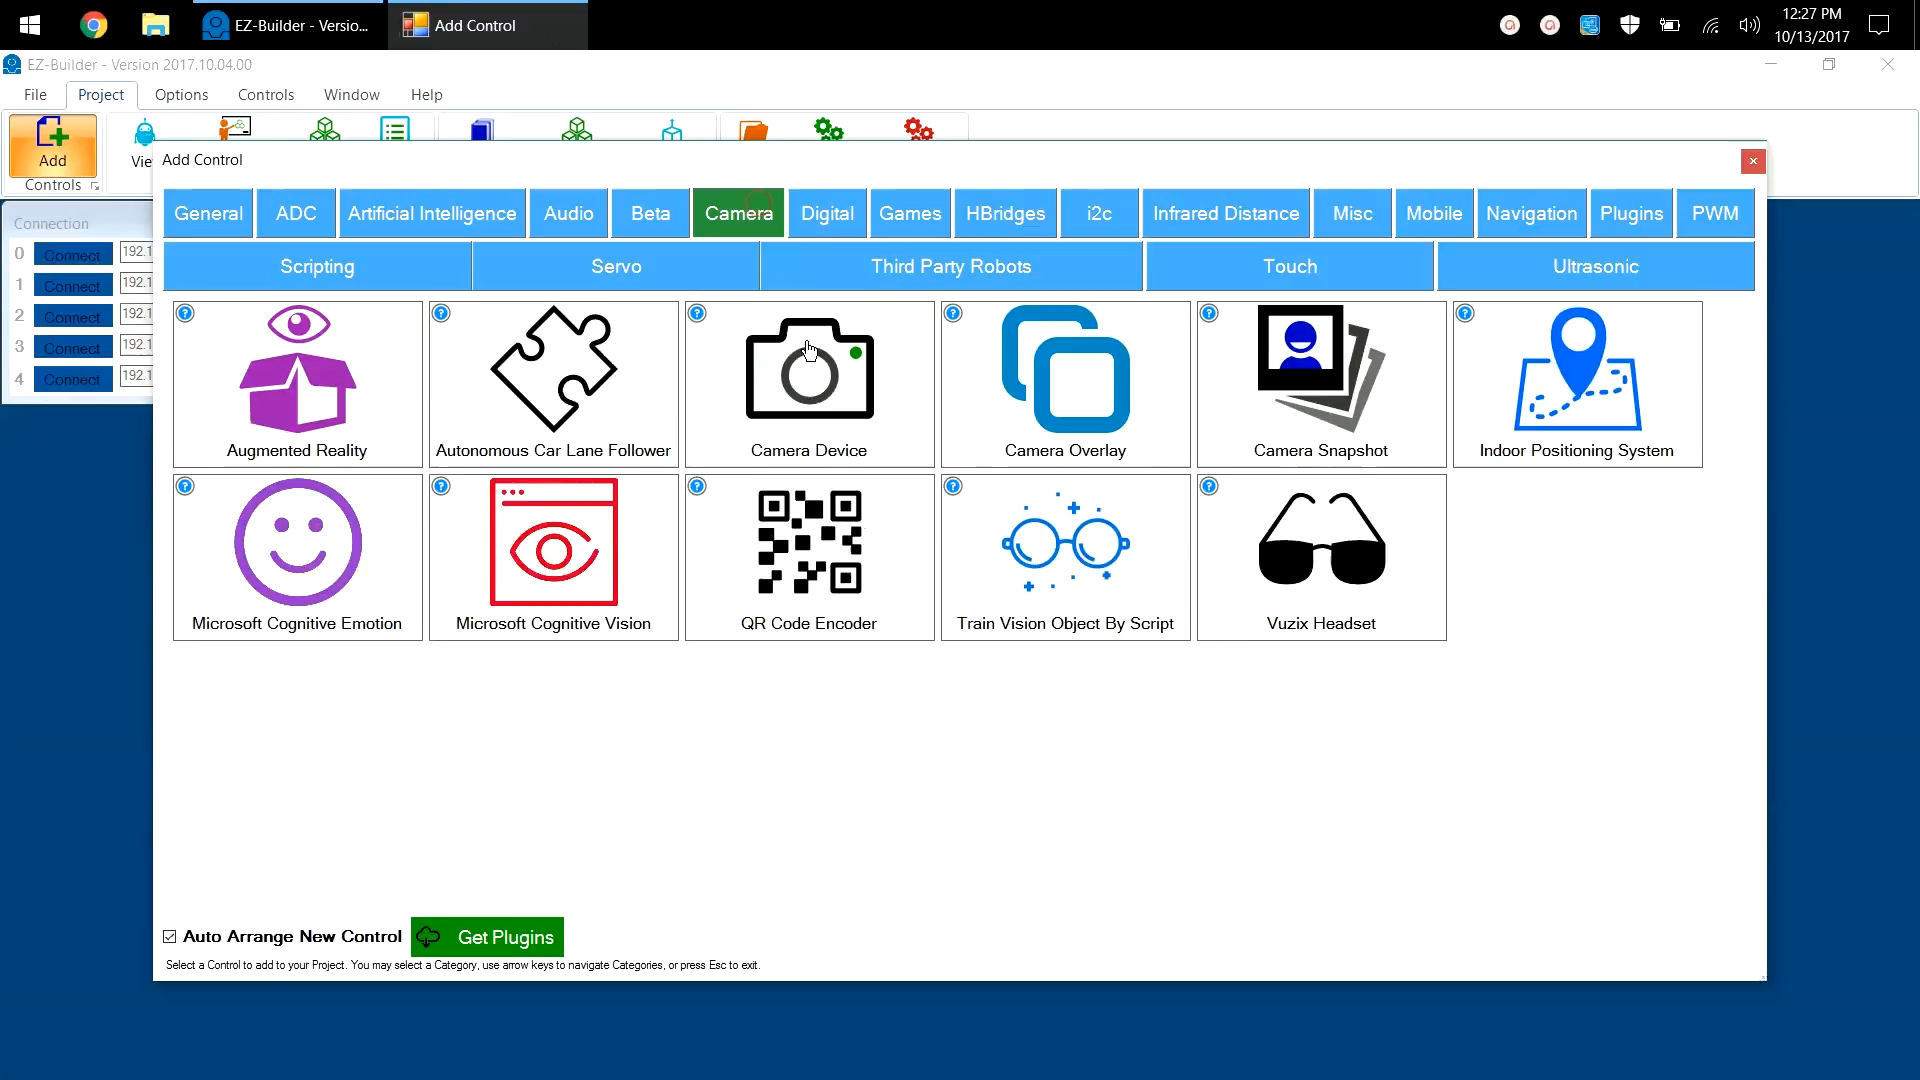 EZ-Builder - Versio...
Add Control
12:27 PM
10/13/2017
EZ-Builder - Version 2017.10.04.00
File Project Options Controls Window Help
Add
Vie
Controls
Add Control
×
General ADC Artificial Intelligence Audio Beta Camera Digital Games HBridges i2c Infrared Distance Misc Mobile Navigation Plugins PWM
Scripting Servo Third Party Robots Touch Ultrasonic
Connection
0 Connect 192.1
1 Connect 192.1
2 Connect 192.1
3 Connect 192.1
4 Connect 192.1
? ? ? ? ? ?
Augmented Reality Autonomous Car Lane Follower Camera Device Camera Overlay Camera Snapshot Indoor Positioning System
? ? ? ? ?
Microsoft Cognitive Emotion Microsoft Cognitive Vision QR Code Encoder Train Vision Object By Script Vuzix Headset
Auto Arrange New Control Get Plugins
Select a Control to add to your Project. You may select a Category, use arrow keys to navigate Categories, or press Esc to exit.